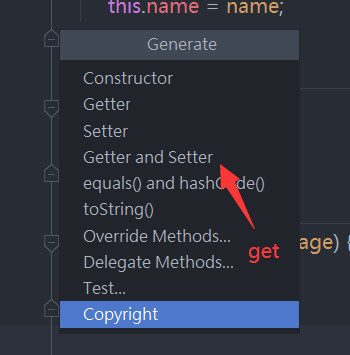 this.name = name;
Generate
Constructor
Getter
Setter
Getter and Setter
equals() and hashCode()
toString()
Override Methods...
age) {
Delegate Methods...
get
Test...
Copyright